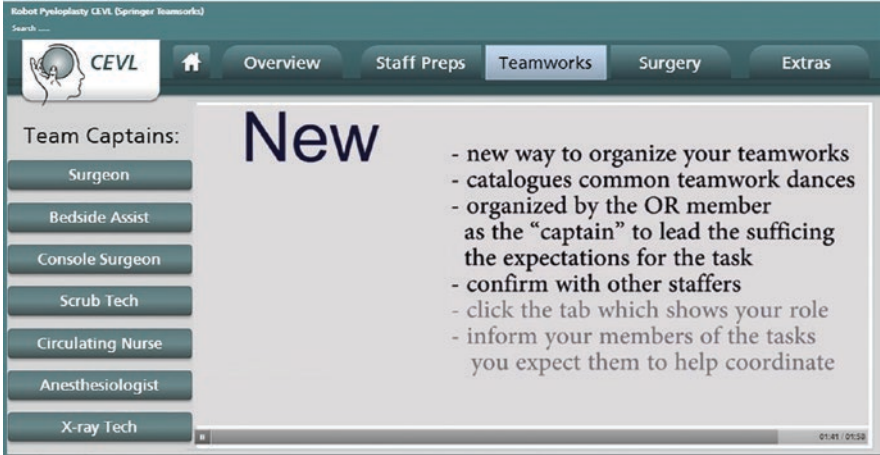 Robot Pyeloplasty CEVL (Springer Teamsorks)
Search ......
CEVL
Overview
Staff Preps
Teamworks
Surgery
Extras
Team Captains:
Surgeon
Bedside Assist
Console Surgeon
Scrub Tech
Circulating Nurse
Anesthesiologist
X-ray Tech
New
- new way to organize your teamworks
- catalogues common teamwork dances
- organized by the OR member
as the “captain” to lead the sufficing
the expectations for the task
- confirm with other staffers
- click the tab which shows your role
- inform your members of the tasks
you expect them to help coordinate
01:41 / 01:58